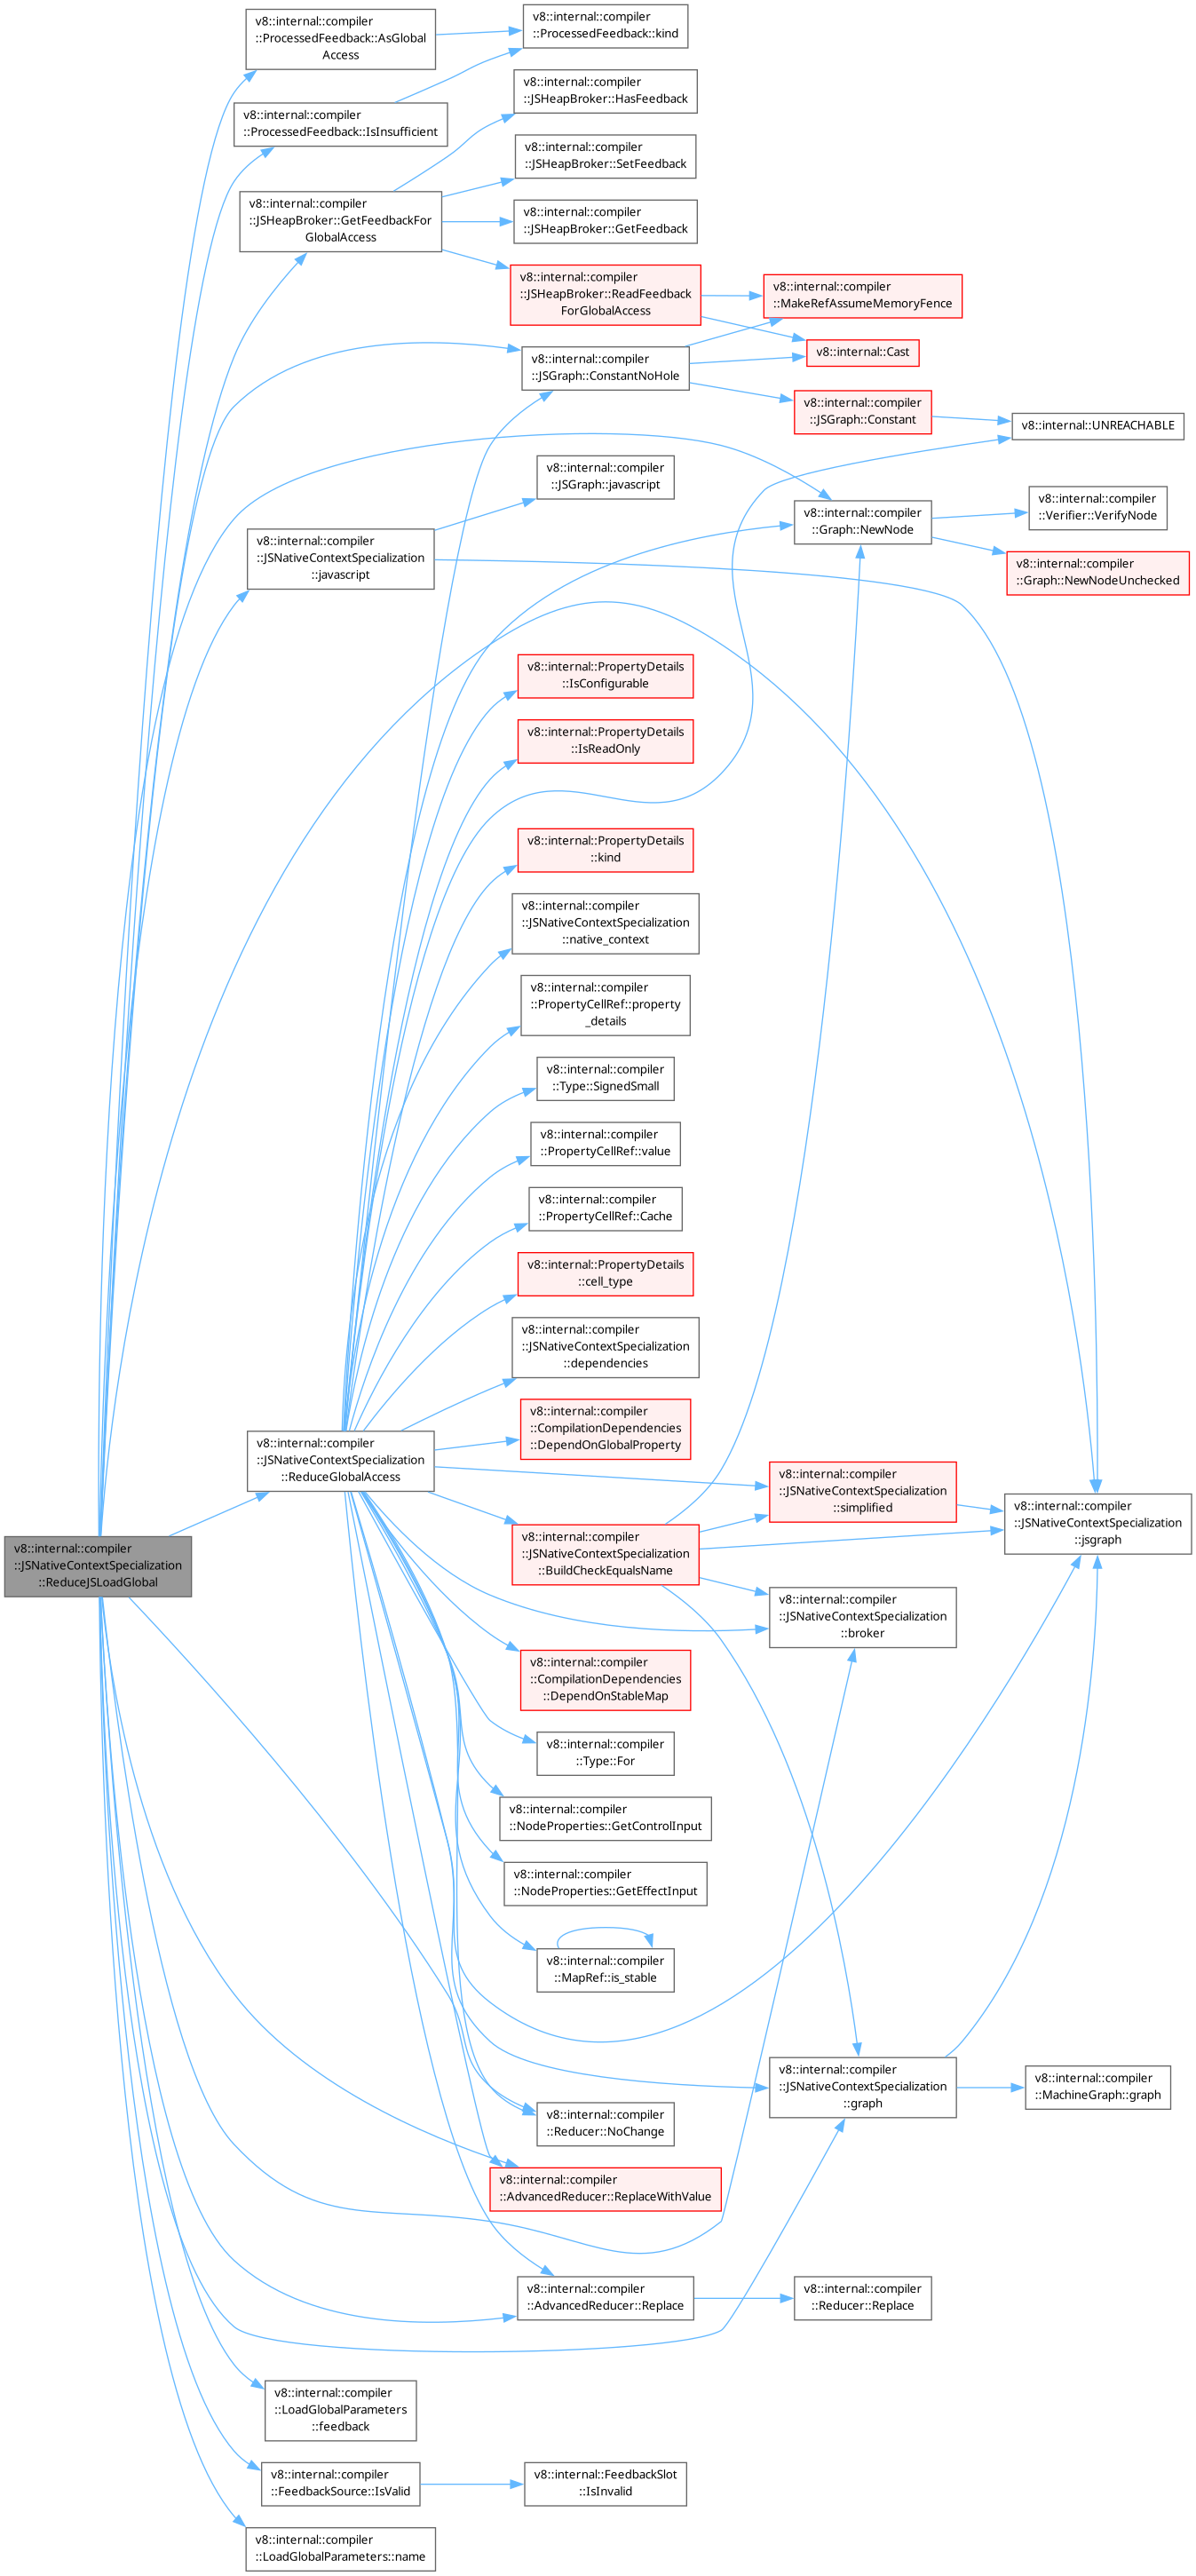 v8::internal::compiler
::ProcessedFeedback::AsGlobal
Access
v8::internal::compiler
::ProcessedFeedback::kind
v8::internal::compiler
::JSHeapBroker::HasFeedback
v8::internal::compiler
::ProcessedFeedback::IsInsufficient
v8::internal::compiler
::JSHeapBroker::SetFeedback
v8::internal::compiler
::JSHeapBroker::GetFeedbackFor
GlobalAccess
v8::internal::compiler
::JSHeapBroker::GetFeedback
v8::internal::compiler
::JSHeapBroker::ReadFeedback
ForGlobalAccess
v8::internal::compiler
::MakeRefAssumeMemoryFence
v8::internal::Cast
v8::internal::compiler
::JSGraph::ConstantNoHole
v8::internal::compiler
::JSGraph::Constant
v8::internal::UNREACHABLE
v8::internal::compiler
::JSGraph::javascript
v8::internal::compiler
::Graph::NewNode
v8::internal::compiler
::Verifier::VerifyNode
v8::internal::compiler
::JSNativeContextSpecialization
::javascript
v8::internal::compiler
::Graph::NewNodeUnchecked
v8::internal::PropertyDetails
::IsConfigurable
v8::internal::PropertyDetails
::IsReadOnly
v8::internal::PropertyDetails
::kind
v8::internal::compiler
::JSNativeContextSpecialization
::native_context
v8::internal::compiler
::PropertyCellRef::property
_details
v8::internal::compiler
::Type::SignedSmall
v8::internal::compiler
::PropertyCellRef::value
v8::internal::compiler
::PropertyCellRef::Cache
v8::internal::PropertyDetails
::cell_type
v8::internal::compiler
::JSNativeContextSpecialization
::dependencies
v8::internal::compiler
::CompilationDependencies
::DependOnGlobalProperty
v8::internal::compiler
::JSNativeContextSpecialization
::ReduceGlobalAccess
v8::internal::compiler
::JSNativeContextSpecialization
::simplified
v8::internal::compiler
::JSNativeContextSpecialization
::jsgraph
v8::internal::compiler
::JSNativeContextSpecialization
::BuildCheckEqualsName
v8::internal::compiler
::JSNativeContextSpecialization
::ReduceJSLoadGlobal
v8::internal::compiler
::JSNativeContextSpecialization
::broker
v8::internal::compiler
::CompilationDependencies
::DependOnStableMap
v8::internal::compiler
::Type::For
v8::internal::compiler
::NodeProperties::GetControlInput
v8::internal::compiler
::NodeProperties::GetEffectInput
v8::internal::compiler
::MapRef::is_stable
v8::internal::compiler
::JSNativeContextSpecialization
::graph
v8::internal::compiler
::MachineGraph::graph
v8::internal::compiler
::Reducer::NoChange
v8::internal::compiler
::AdvancedReducer::ReplaceWithValue
v8::internal::compiler
::AdvancedReducer::Replace
v8::internal::compiler
::Reducer::Replace
v8::internal::compiler
::LoadGlobalParameters
::feedback
v8::internal::compiler
::FeedbackSource::IsValid
v8::internal::FeedbackSlot
::IsInvalid
v8::internal::compiler
::LoadGlobalParameters::name